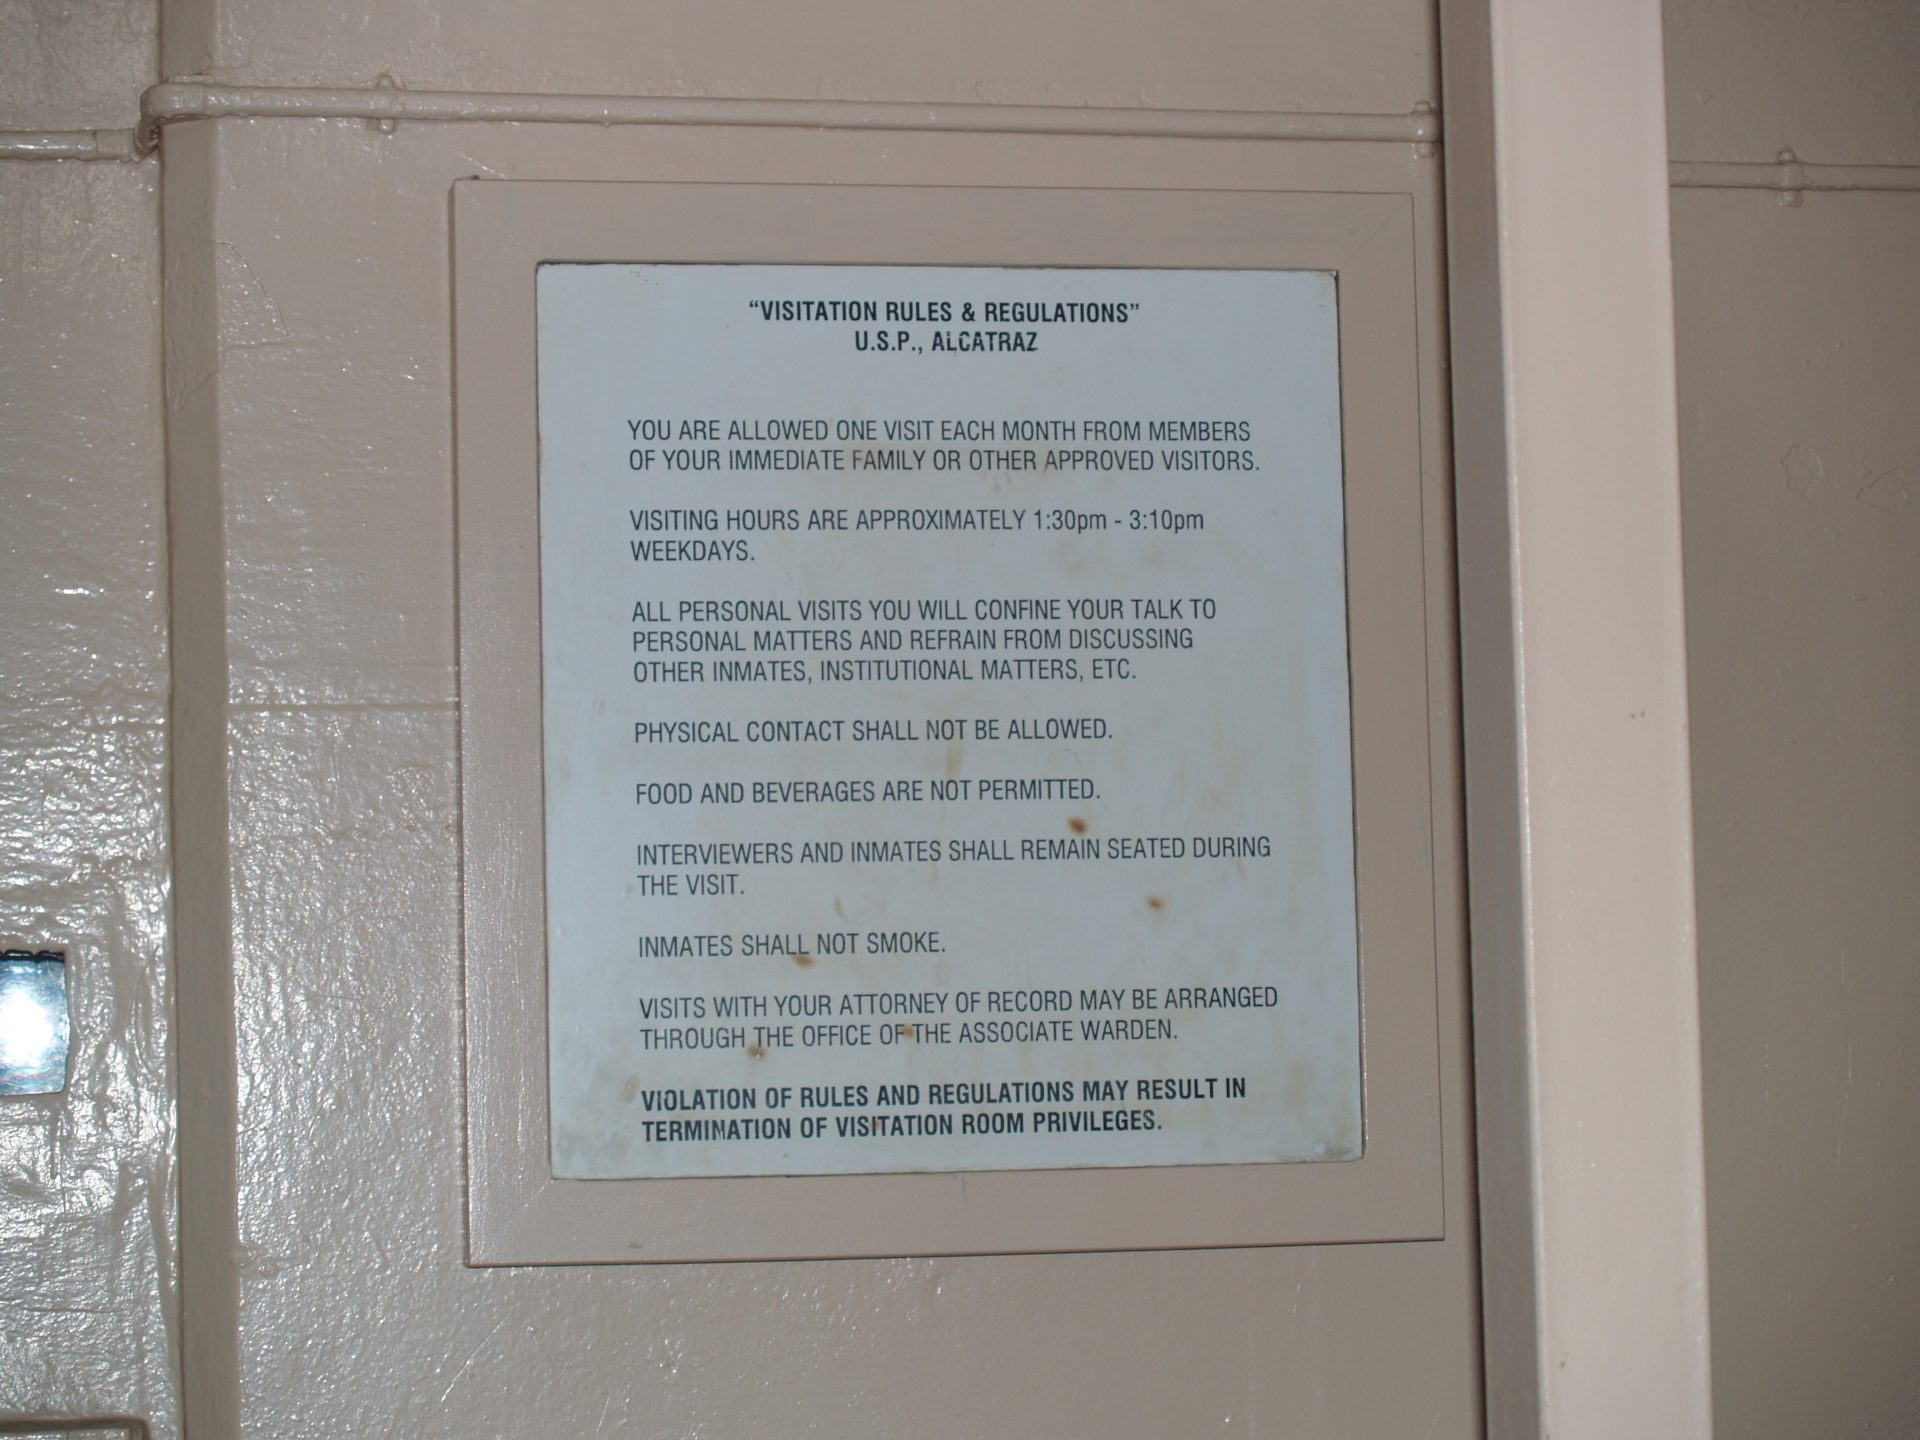 “VISITATION RULES & REGULATIONS”
U.S.P., ALCATRAZ
YOU ARE ALLOWED ONE VISIT EACH MONTH FROM MEMBERS
OF YOUR IMMEDIATE FAMILY OR OTHER APPROVED VISITORS.
VISITING HOURS ARE APPROXIMATELY 1:30pm - 3:10pm
WEEKDAYS.
ALL PERSONAL VISITS YOU WILL CONFINE YOUR TALK TO
PERSONAL MATTERS AND REFRAIN FROM DISCUSSING
OTHER INMATES, INSTITUTIONAL MATTERS, ETC.
PHYSICAL CONTACT SHALL NOT BE ALLOWED.
FOOD AND BEVERAGES ARE NOT PERMITTED.
INTERVIEWERS AND INMATES SHALL REMAIN SEATED DURING
THE VISIT.
INMATES SHALL NOT SMOKE.
VISITS WITH YOUR ATTORNEY OF RECORD MAY BE ARRANGED
THROUGH THE OFFICE OF THE ASSOCIATE WARDEN.
VIOLATION OF RULES AND REGULATIONS MAY RESULT IN
TERMINATION OF VISITATION ROOM PRIVILEGES.